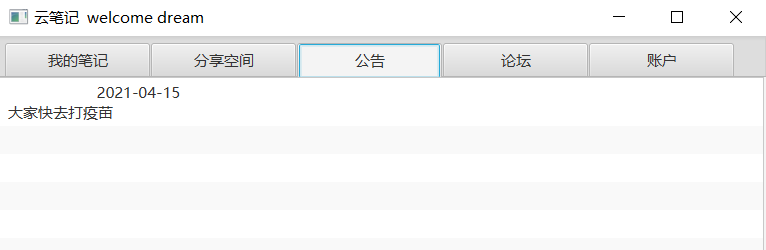 云笔记 welcome dream
我的笔记 分享空间 公告 论坛 账户
2021-04-15
大家快去打疫苗